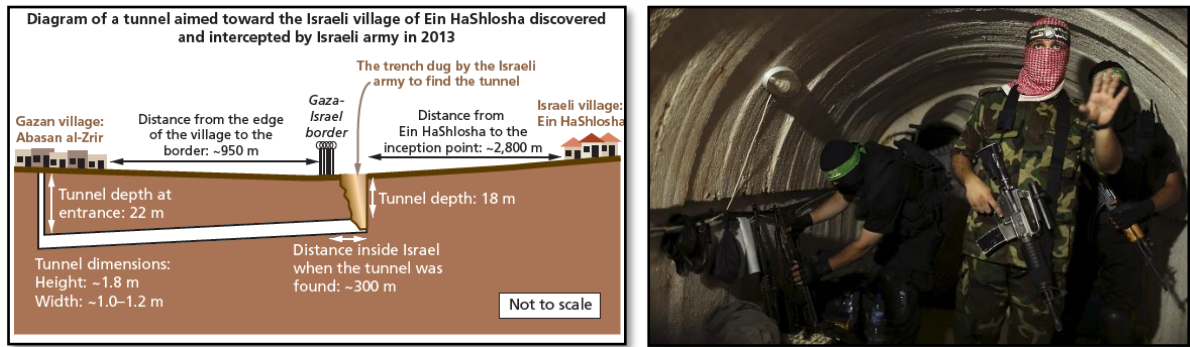 Diagram of a tunnel aimed toward the Israeli village of Ein HaShlosha discovered
and intercepted by Israeli army in 2013
The trench dug by the Israeli
army to find the tunnel
Gazan village:
Abasan al-Zrir
Distance from the edge
of the village to the
border: ~950 m
Gaza-
Israel
border
Distance from
Ein HaShlosha to the
inception point: ~2,800 m
Israeli village:
Ein HaShlosha
Tunnel depth at
entrance: 22 m
Tunnel depth: 18 m
Tunnel dimensions:
Height: ~1.8 m
Width: ~1.0–1.2 m
Distance inside Israel
when the tunnel was
found: ~300 m
Not to scale